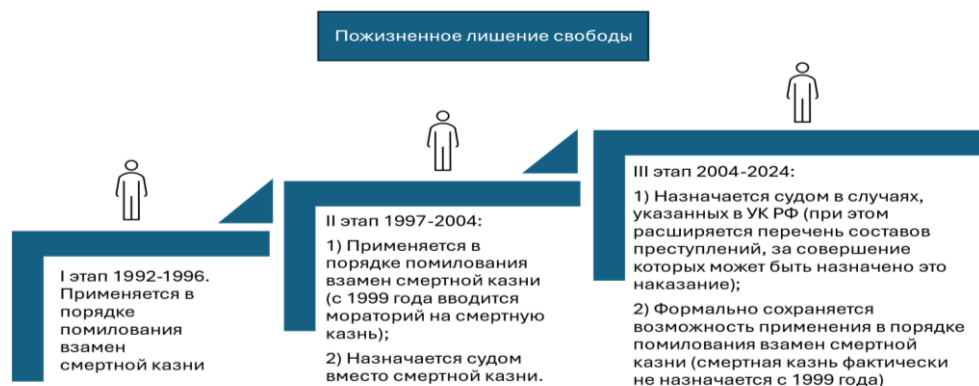 Пожизненное лишение свободы
I этап 1992-1996.
Применяется в
порядке
помилования
взамен
смертной казни
II этап 1997-2004:
1) Применяется в
порядке помилования
взамен смертной казни
(с 1999 года вводится
мораторий на смертную
казнь);
2) Назначается судом
вместо смертной казни.
III этап 2004-2024:
1) Назначается судом в случаях,
указанных в УК РФ (при этом
расширяется перечень составов
преступлений, за совершение
которых может быть назначено это
наказание);
2) Формально сохраняется
возможность применения в порядке
помилования взамен смертной
казни (смертная казнь фактически
не назначается с 1999 года)